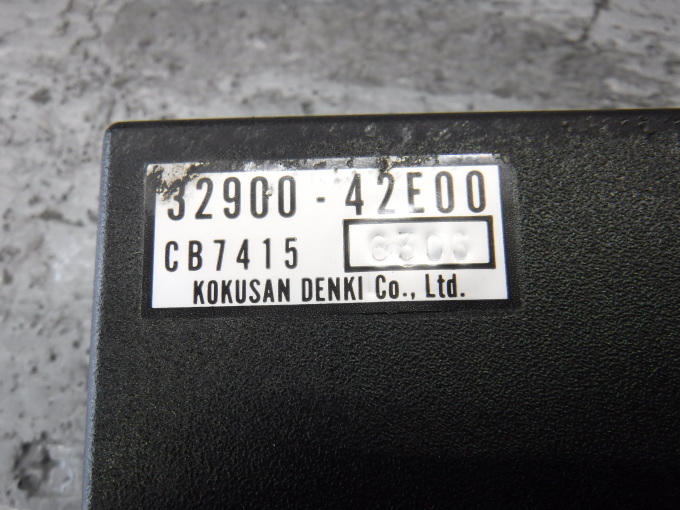 32900-42E00
CB7415
KOKUSAN DENKI Co., Ltd.